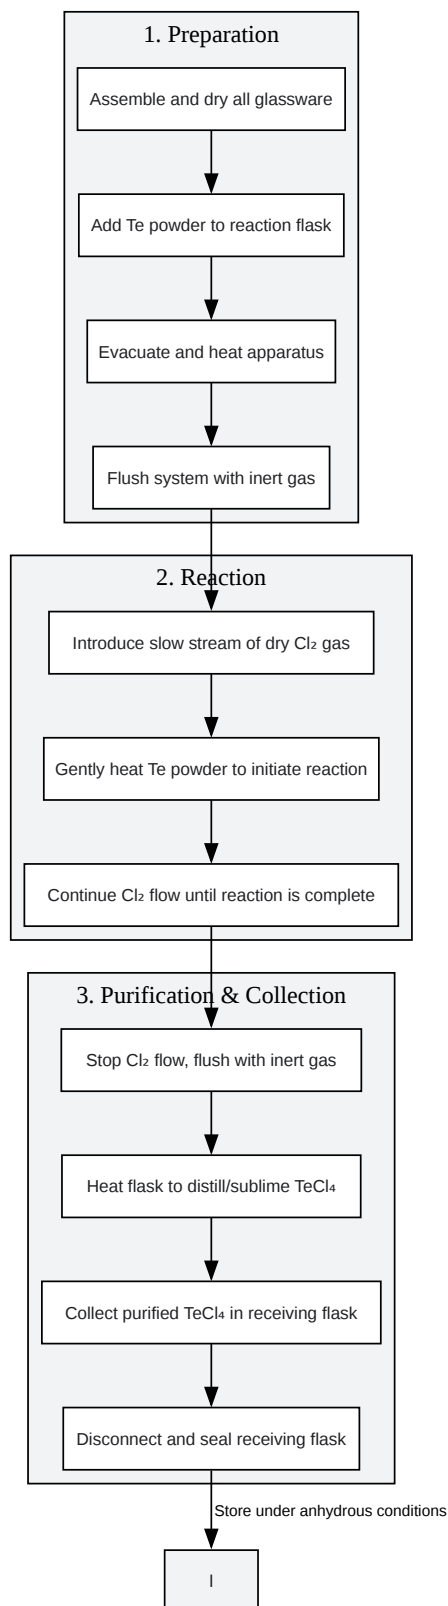 1. Preparation
Assemble and dry all glassware
Add Te powder to reaction flask
Evacuate and heat apparatus
Flush system with inert gas
2. Reaction
Introduce slow stream of dry Cl₂ gas
Gently heat Te powder to initiate reaction
Continue Cl₂ flow until reaction is complete
3. Purification & Collection
Stop Cl₂ flow, flush with inert gas
Heat flask to distill/sublime TeCl₄
Collect purified TeCl₄ in receiving flask
Disconnect and seal receiving flask
Store under anhydrous conditions
I